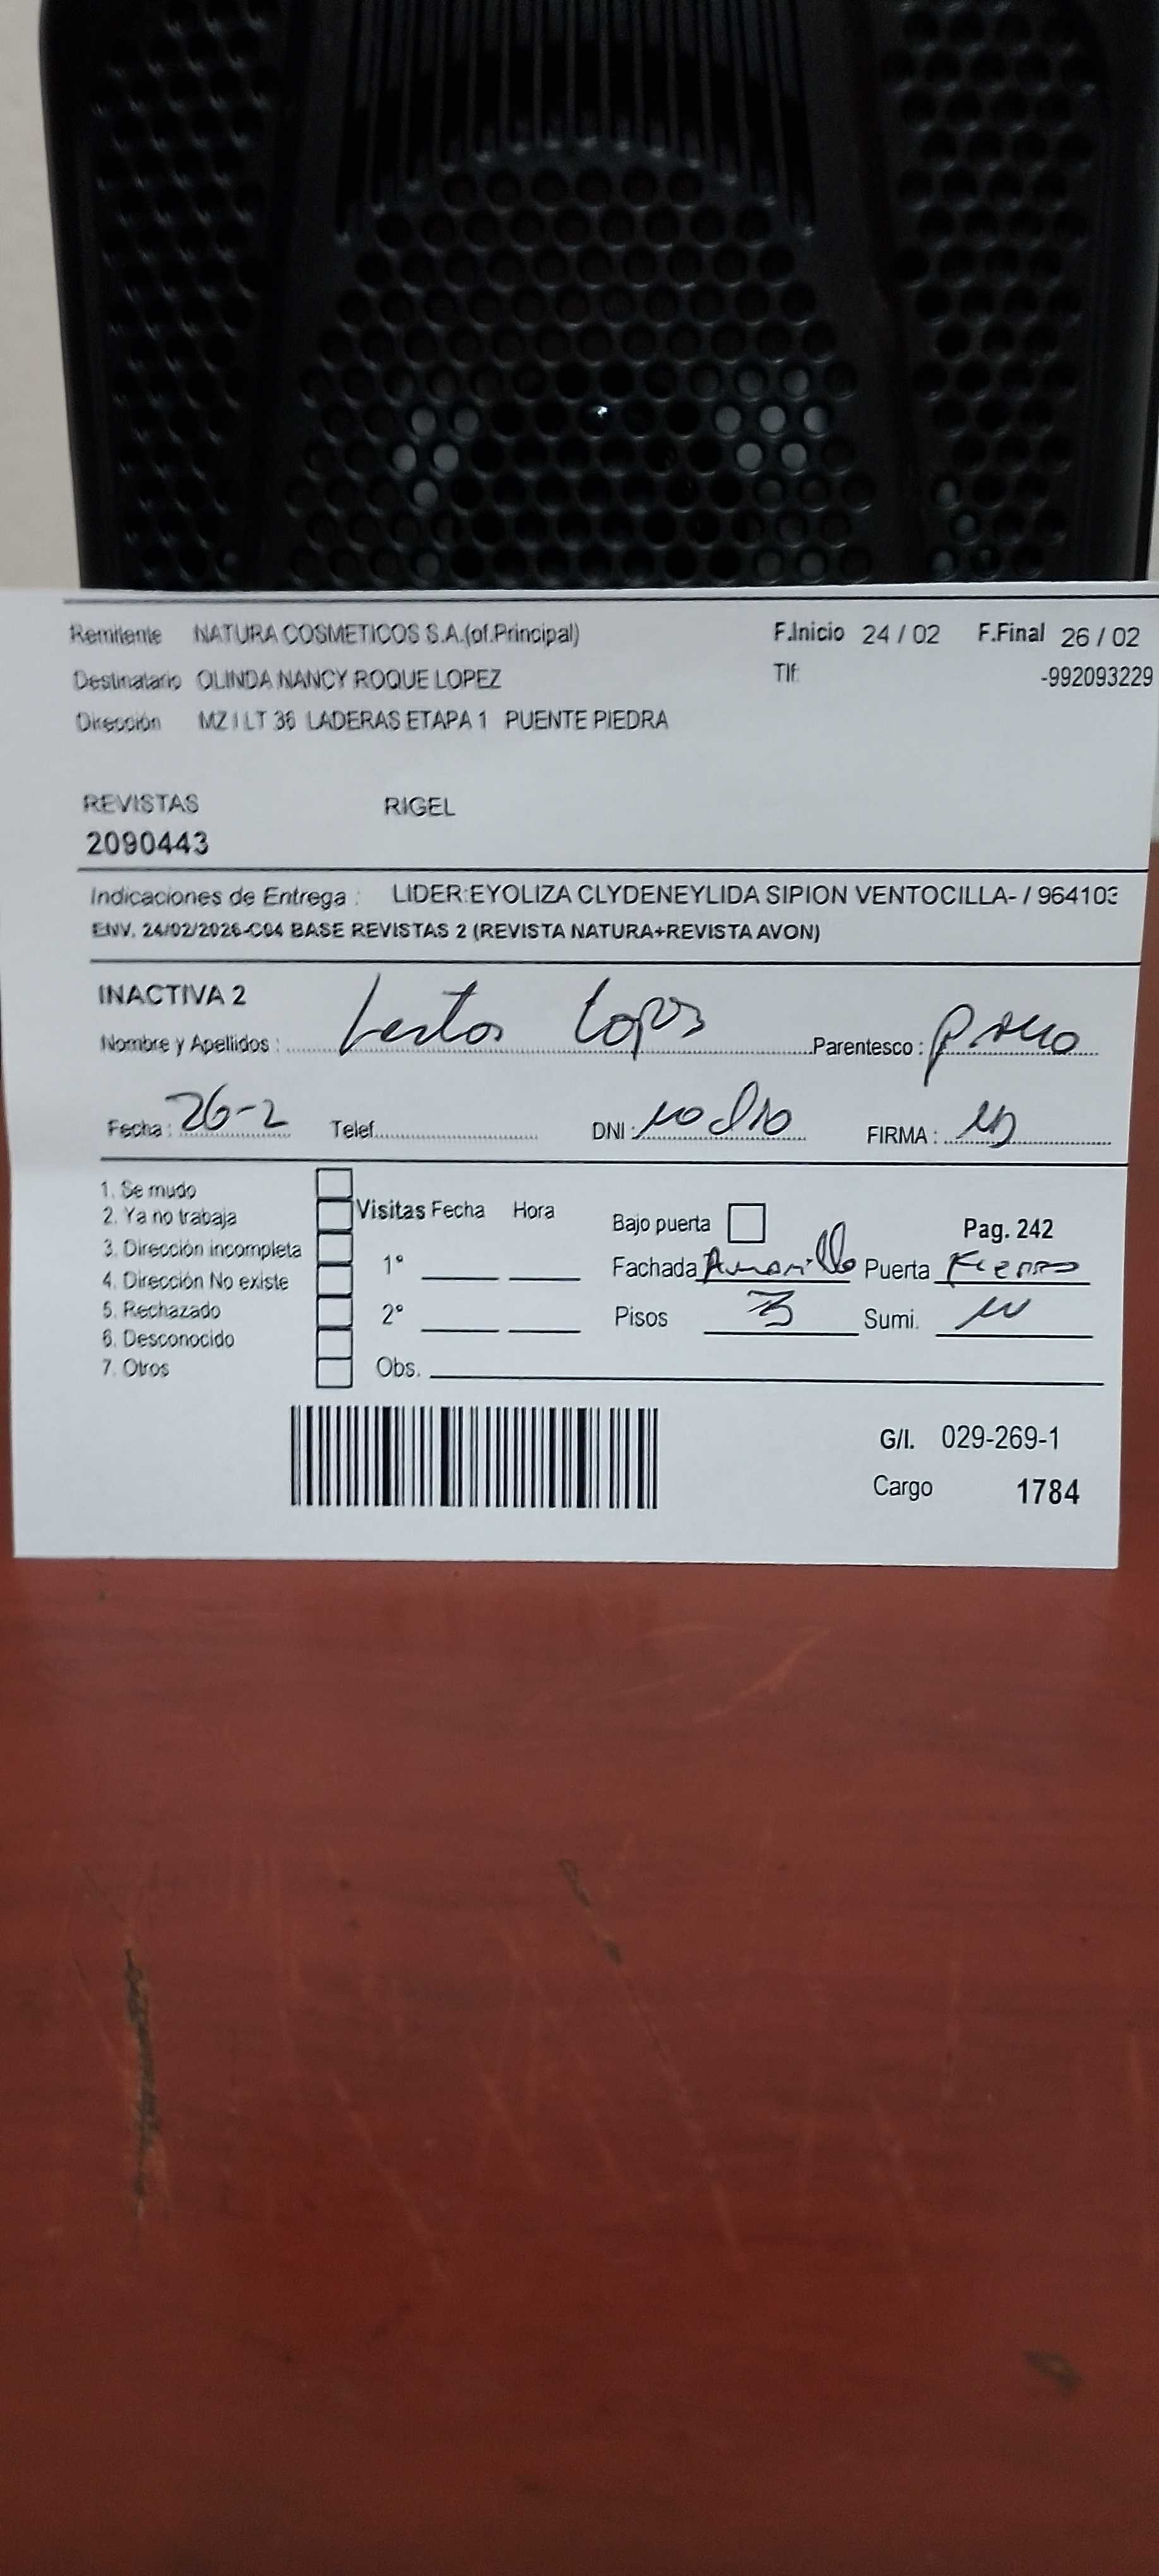 Remitente NATURA COSMETICOS S.A.(of.Principal) F.Inicio 24 / 02 F.Final 26 / 02
Destinatario OLINDA NANCY ROQUE LOPEZ Tlf: -992093229
Dirección MZ I LT 36 LADERAS ETAPA 1 PUENTE PIEDRA
REVISTAS RIGEL
2090443
Indicaciones de Entrega : LIDER:EYOLIZA CLYDENEYLIDA SIPION VENTOCILLA- / 964103
ENV. 24/02/2026-C04 BASE REVISTAS 2 (REVISTA NATURA+REVISTA AVON)
INACTIVA 2
Nombre y Apellidos : Parentesco :
Fecha : 26-2 Telef. DNI : no dio FIRMA :
1. Se mudo
2. Ya no trabaja Visitas Fecha Hora Bajo puerta Pag. 242
3. Dirección incompleta 1° Fachada Amarillo Puerta Fierro
4. Dirección No existe
5. Rechazado 2° Pisos 3 Sumi.
6. Desconocido
7. Otros Obs.
G/I. 029-269-1
Cargo 1784